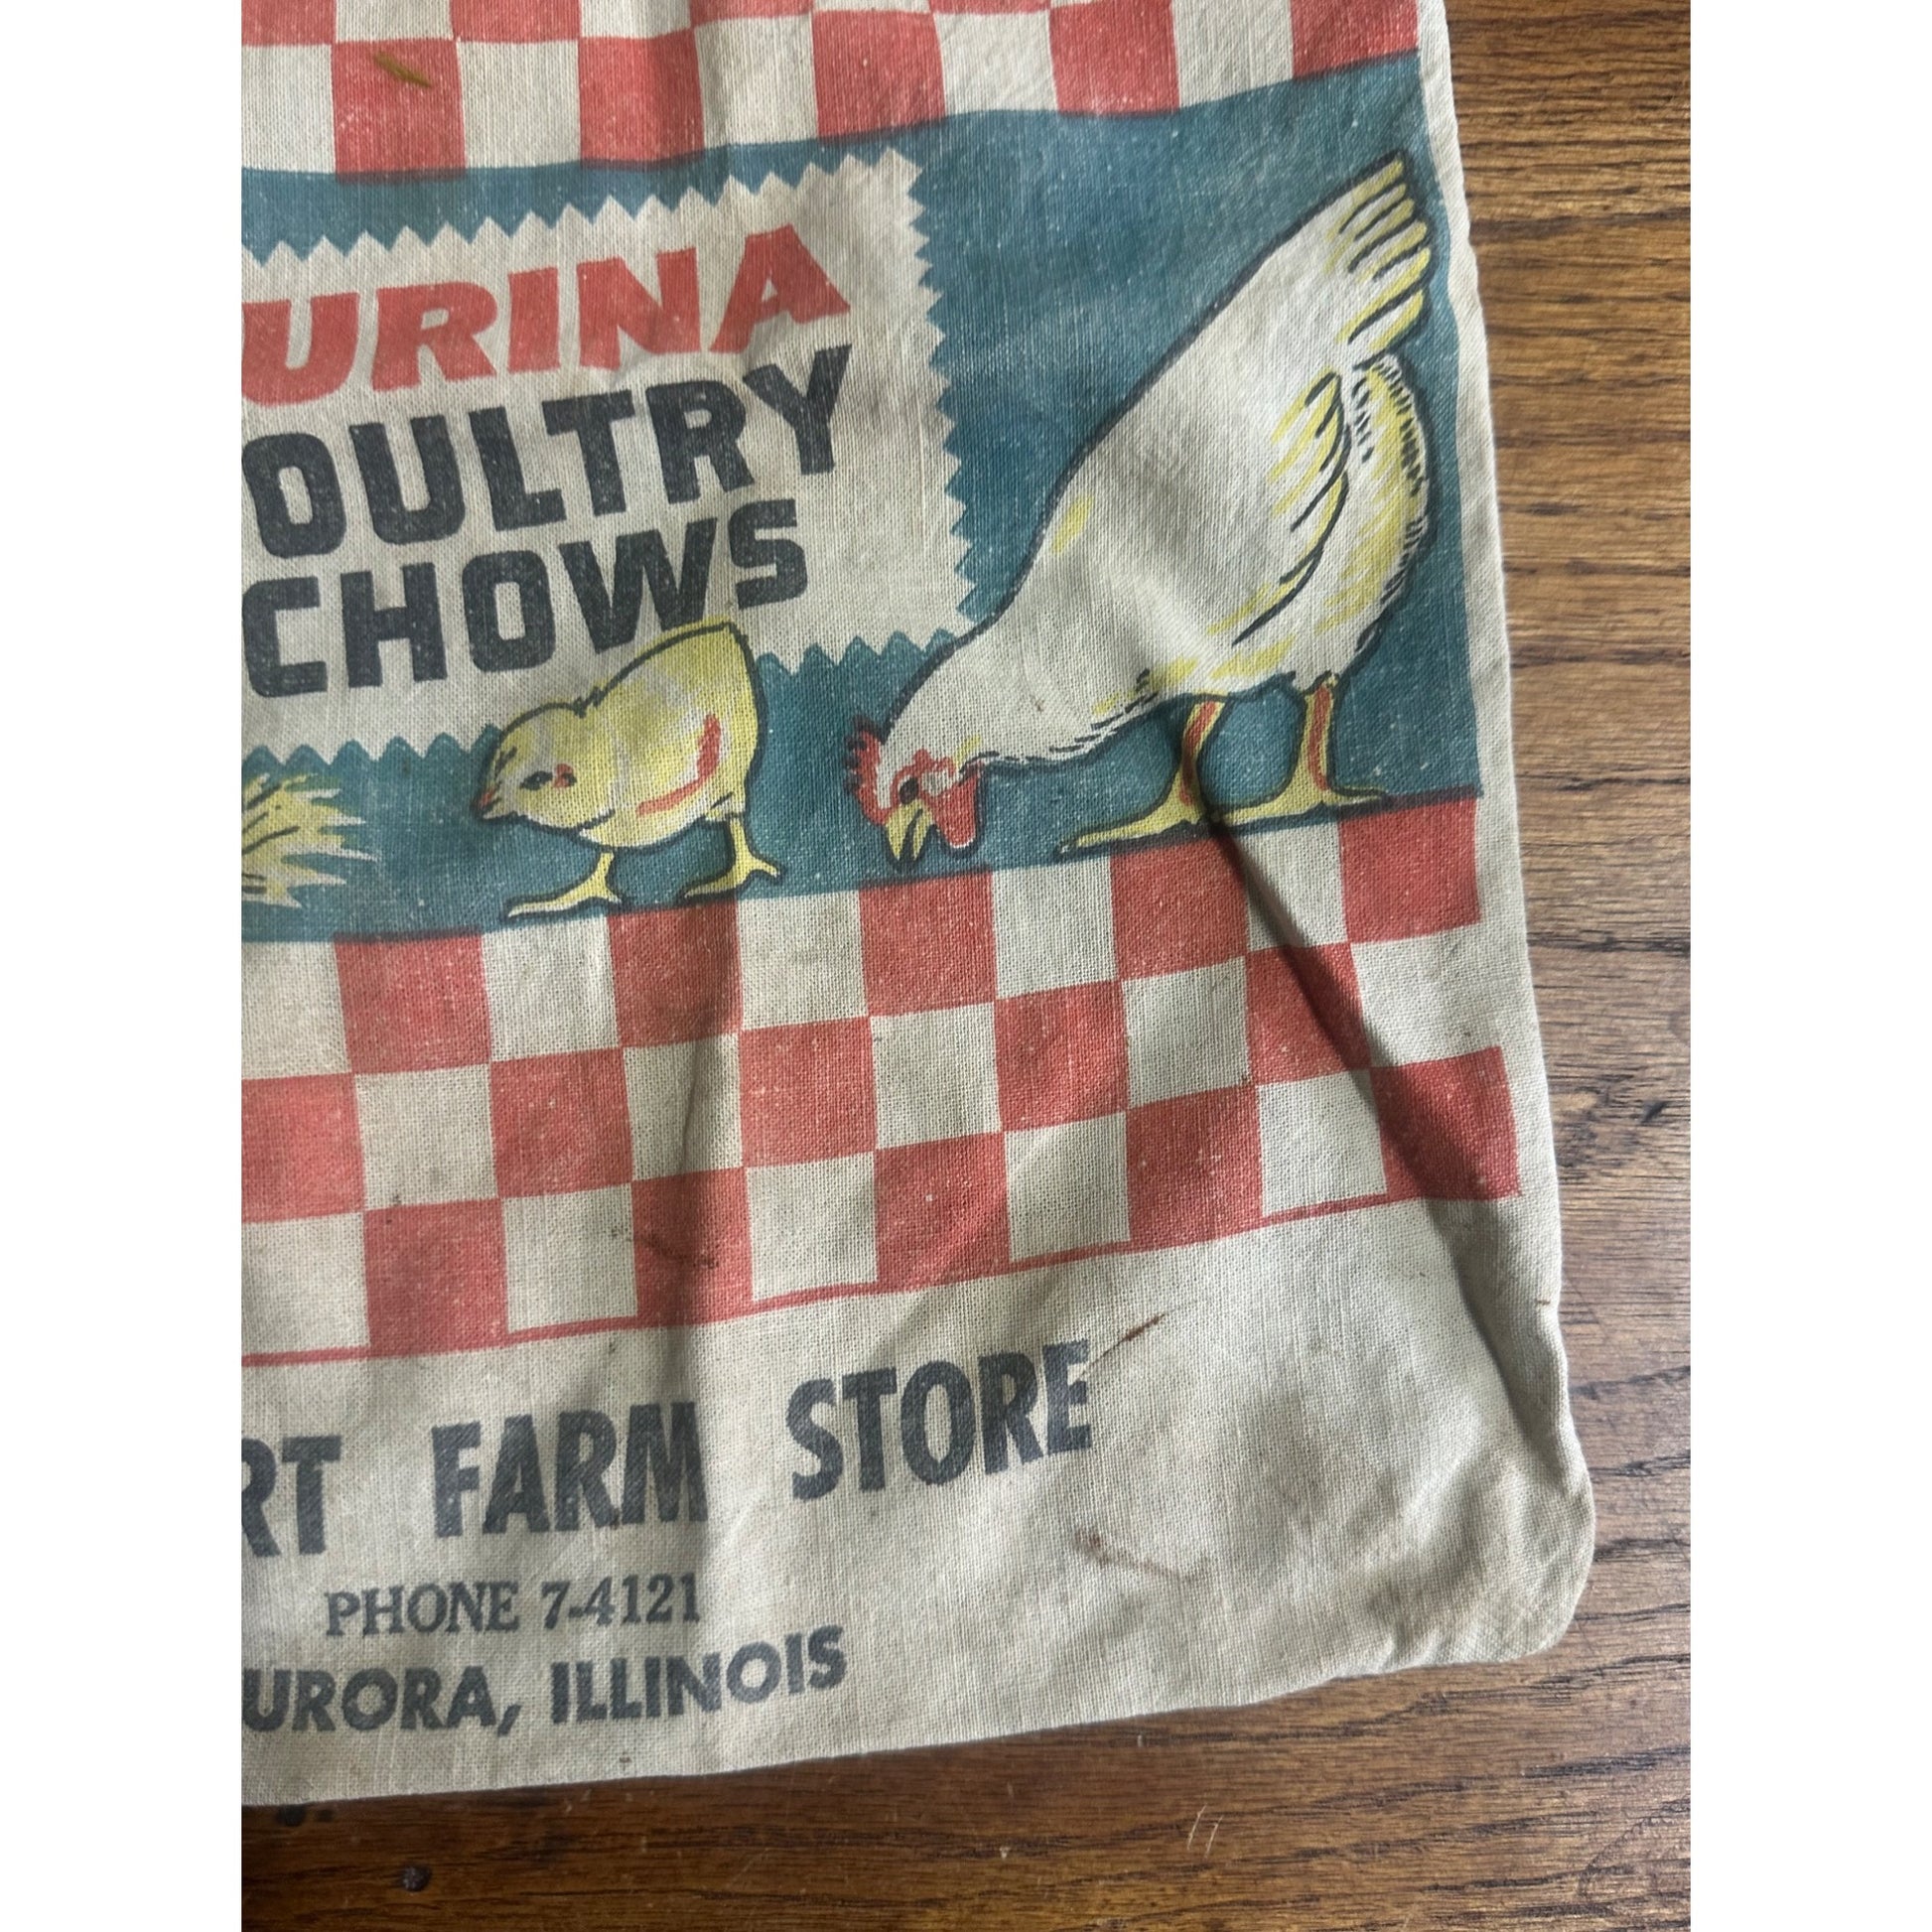 URINA
OULTRY
CHOWS
RT FARM STORE
PHONE 7-4121
URORA, ILLINOIS